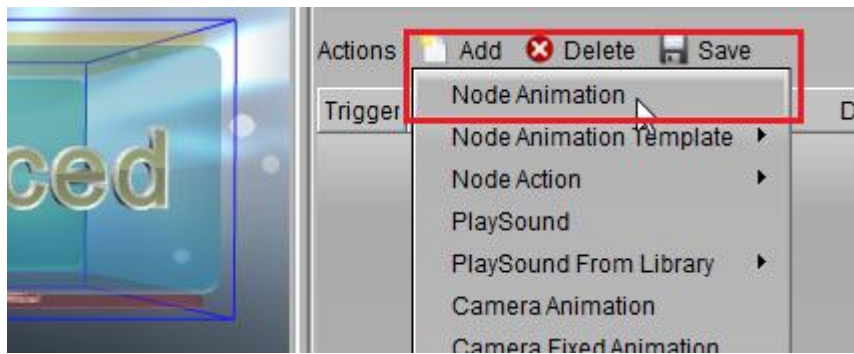 Actions Add Delete Save
Trigger
Node Animation
Node Animation Template
Node Action
PlaySound
PlaySound From Library
Camera Animation
Camera Fixed Animation
D
ced